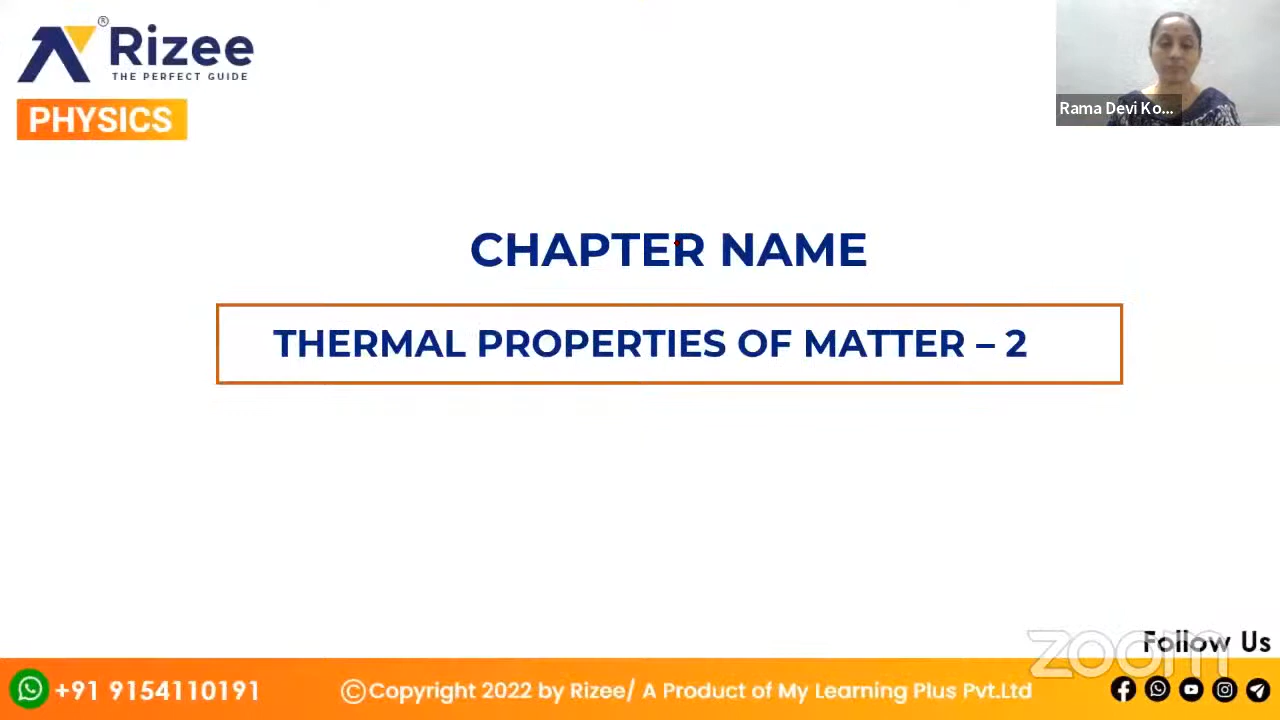 Rizee®
THE PERFECT GUIDE
PHYSICS
Rama Devi Ko...
CHAPTER NAME
THERMAL PROPERTIES OF MATTER – 2
zoom
Follow Us
+91 9154110191
©Copyright 2022 by Rizee/ A Product of My Learning Plus Pvt.Ltd